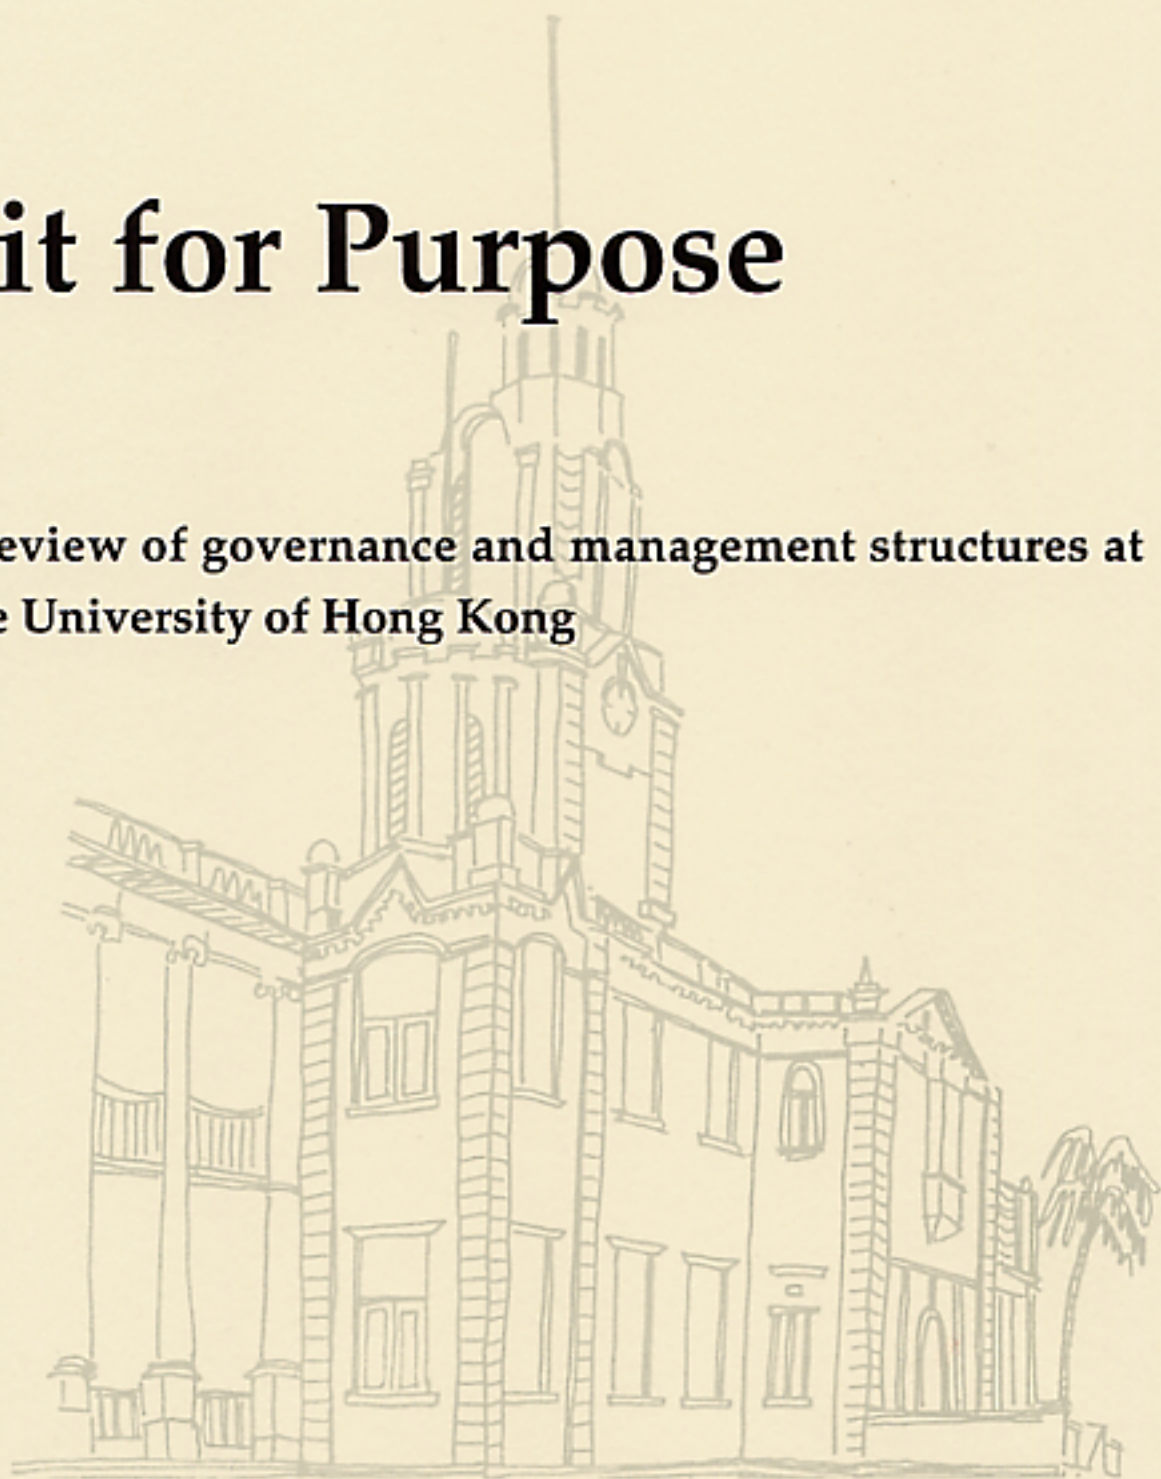 it for Purpose
eview of governance and management structures at
e University of Hong Kong